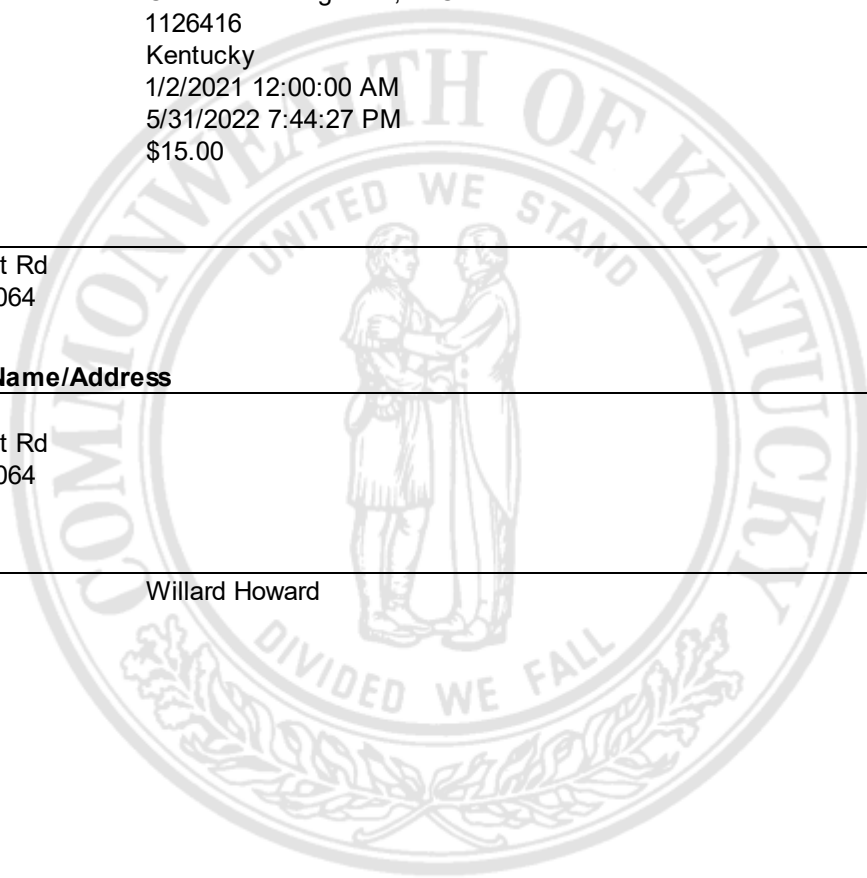 1126416
Kentucky
1/2/2021 12:00:00 AM
5/31/2022 7:44:27 PM
$15.00
t Rd
064
Name/Address
t Rd
064
Willard Howard
COMMONWEALTH OF KENTUCKY
UNITED WE STAND
DIVIDED WE FALL